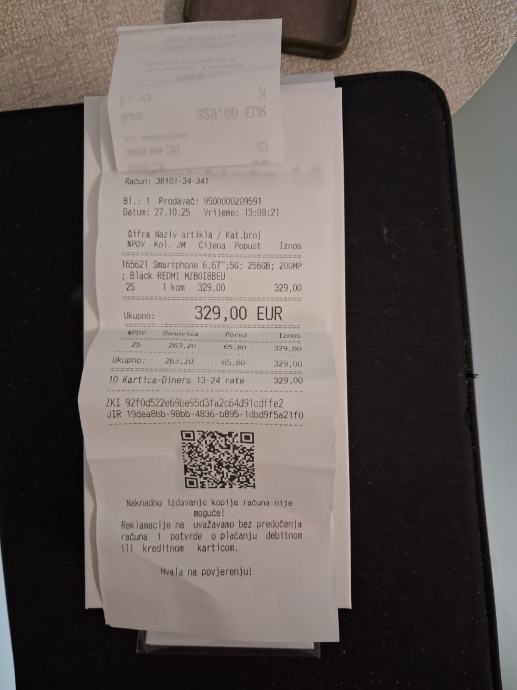 329.00 EUR
Račun: 38101-34-341
Bl.: 1 Prodavač: 9500000209591
Datum: 27.10.25 Vrijeme: 13:08:21
Šifra Naziv artikla / Kat.broj
%PDV Kol. JM Cijena Popust Iznos
165621 Smartphone 6,67";5G; 256GB; 200MP
; Black REDMI MZB0I8BEU
25 1 kom 329,00 329,00
Ukupno: 329,00 EUR
%PDV Osnovica Porez Iznos
25 263,20 65,80 329,00
Ukupno: 263,20 65,80 329,00
10 Kartica-Diners 13-24 rate 329,00
ZKI 92f0d522e69be95d3fa2c64d91cdffe2
JIR 19dea8bb-98bb-4836-b895-1dbd9f5a21f0
Naknadno izdavanje kopije računa nije
moguće!
Reklamacije ne uvažavamo bez predočenja
računa i potvrde o plaćanju debitnom
ili kreditnom karticom.
Hvala na povjerenju!